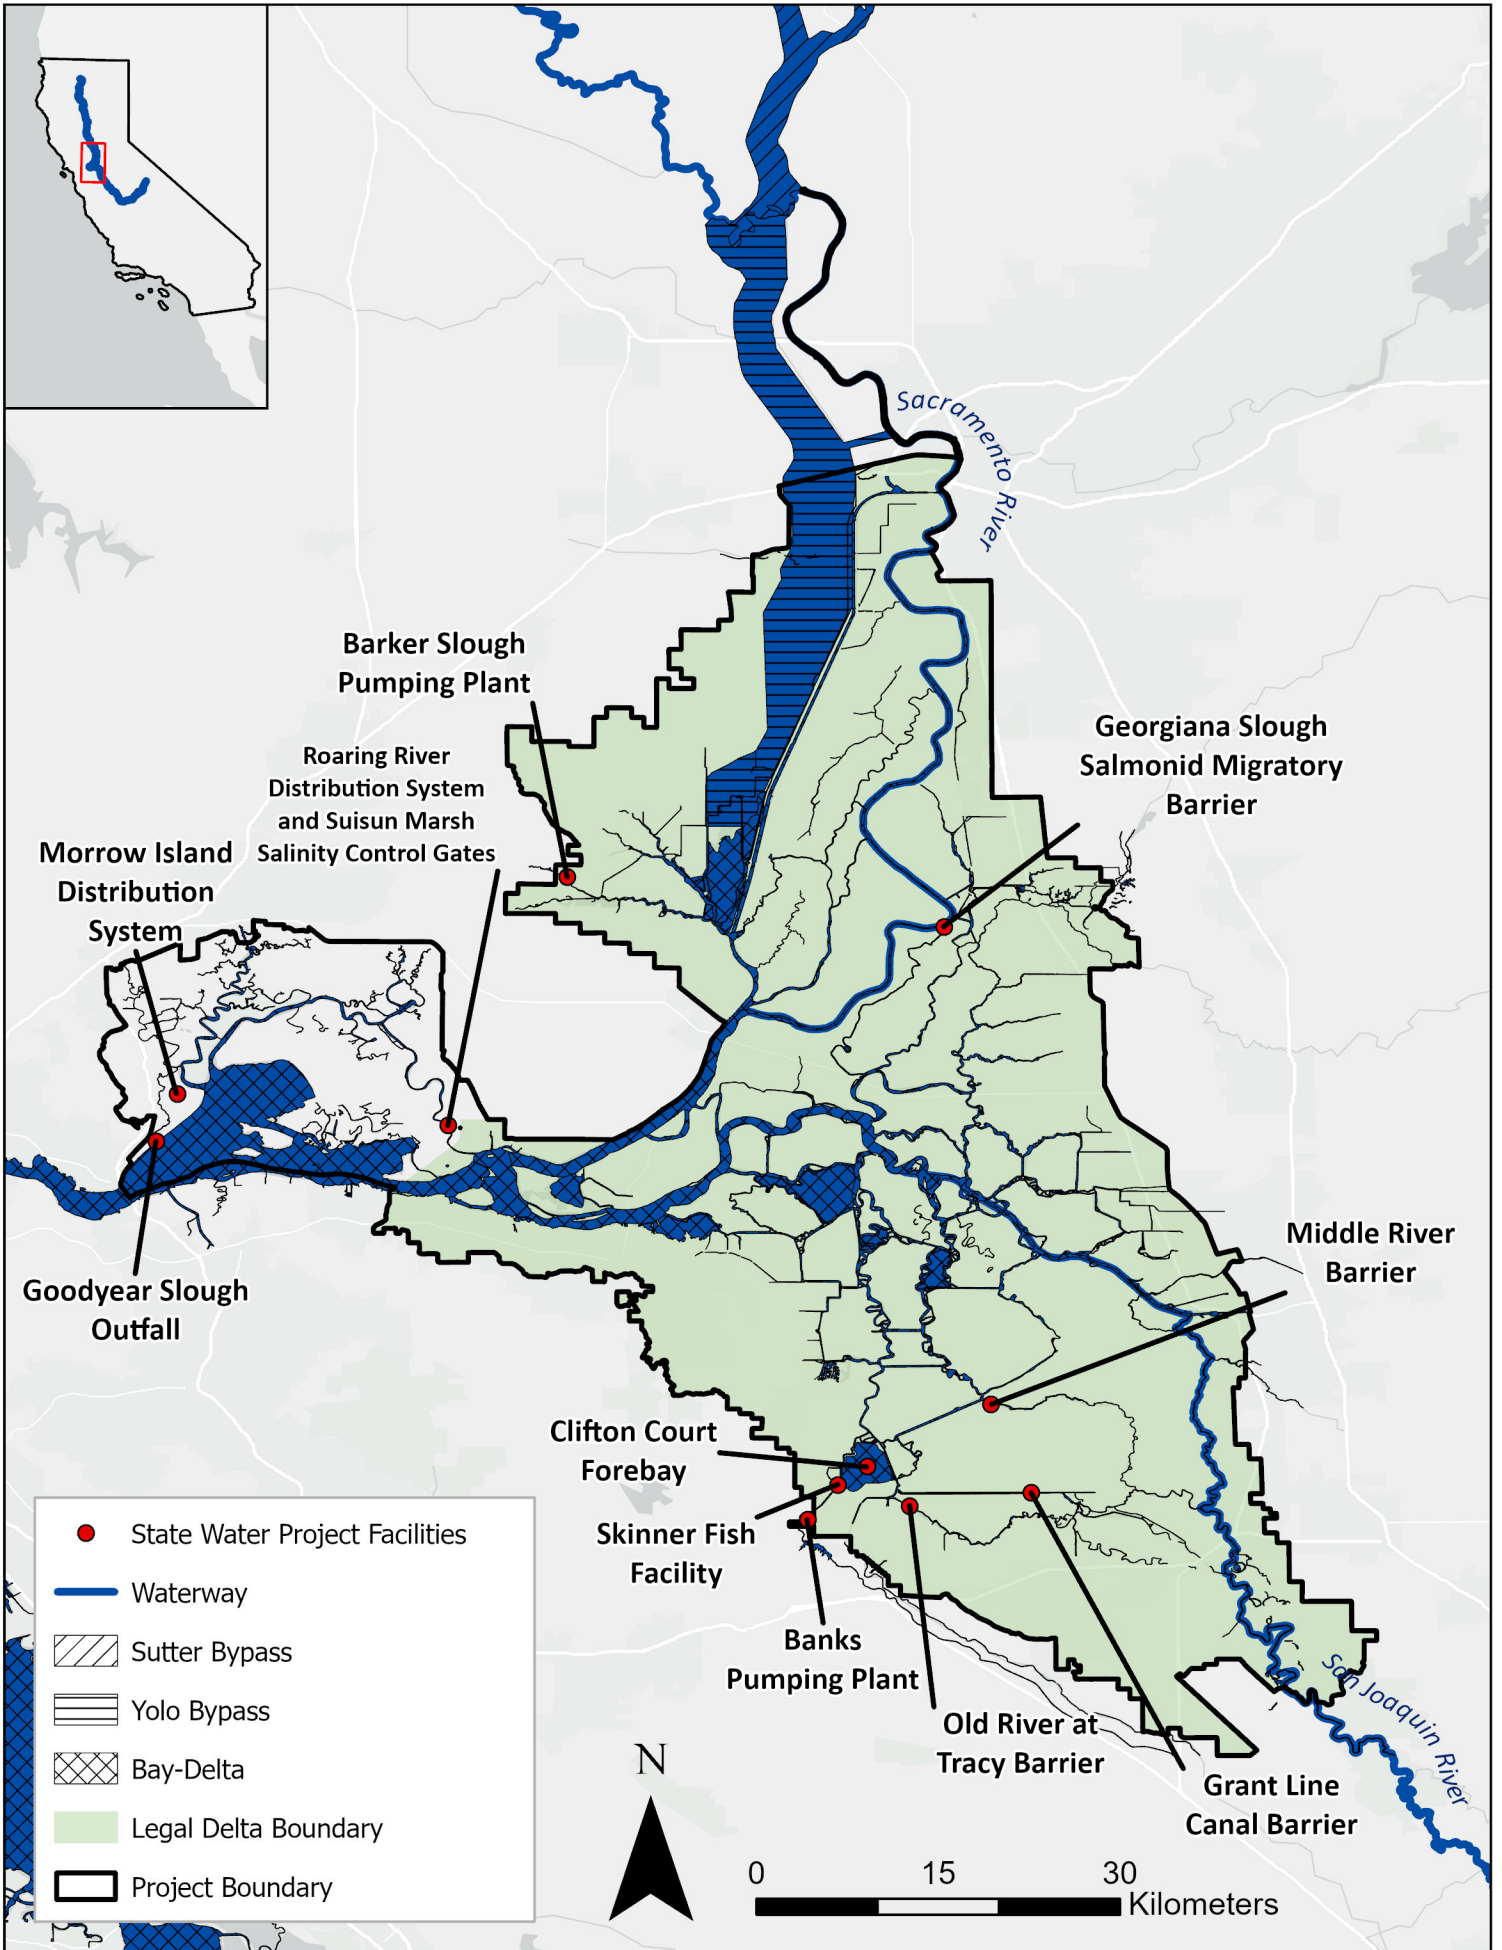 Sacramento River
Barker Slough
Pumping Plant
Roaring River
Distribution System
and Suisun Marsh
Salinity Control Gates
Georgiana Slough
Salmonid Migratory
Barrier
Morrow Island
Distribution
System
Middle River
Barrier
Goodyear Slough
Outfall
Clifton Court
Forebay
Skinner Fish
Facility
Banks
Pumping Plant
Old River at
Tracy Barrier
San Joaquin River
Grant Line
Canal Barrier
State Water Project Facilities
Waterway
Sutter Bypass
Yolo Bypass
Bay-Delta
Legal Delta Boundary
Project Boundary
N
0 15 30
Kilometers